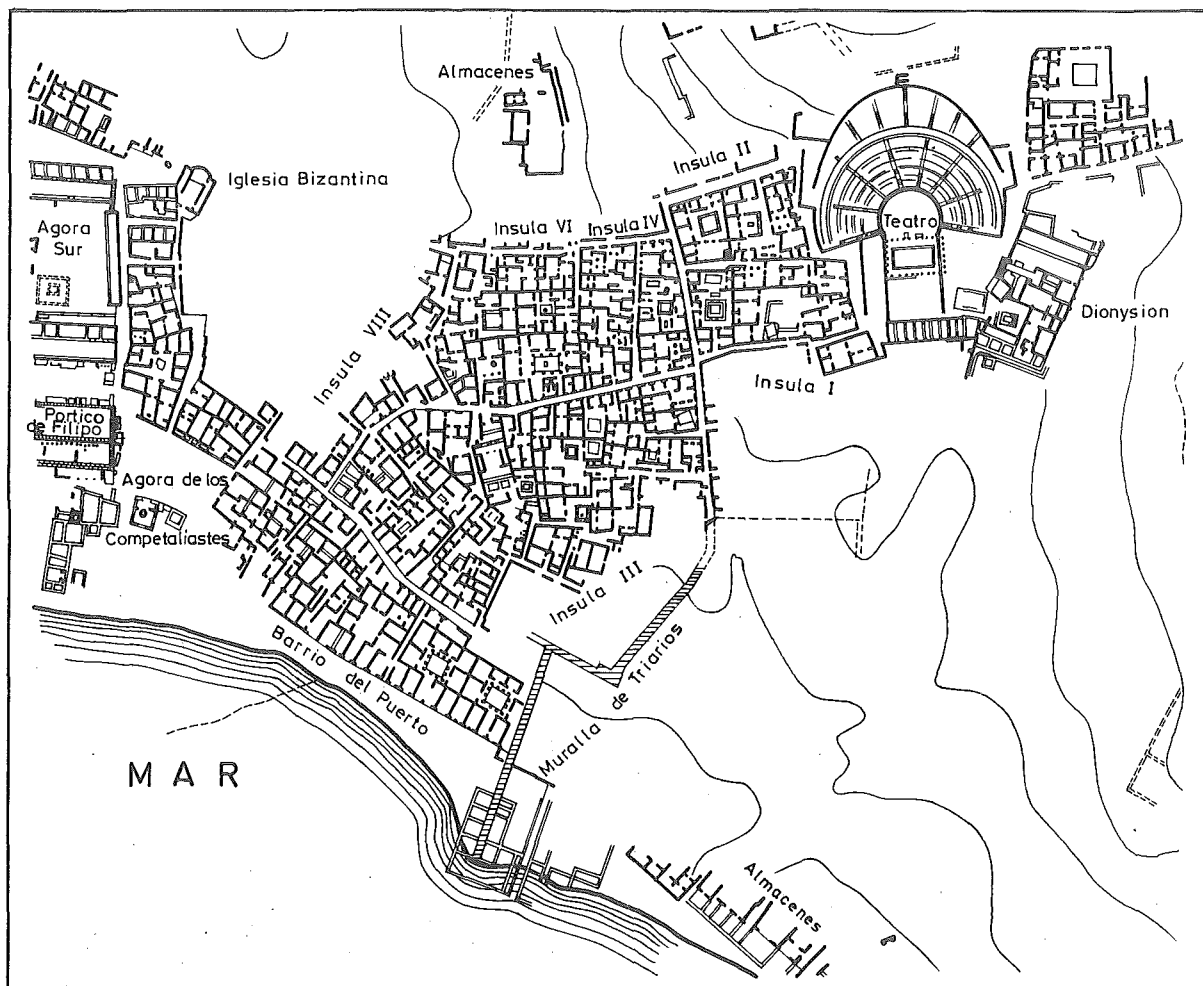 Almacenes
Insula II
Iglesia Bizantina
Insula VI
Insula IV
Teatro
Agora
Sur
Dionysion
Insula VIII
Insula I
Portico
de Filipo
Agora de los
Competaliastes
Insula III
Barrio
del Puerto
Muralla de Triarios
MAR
Almacenes